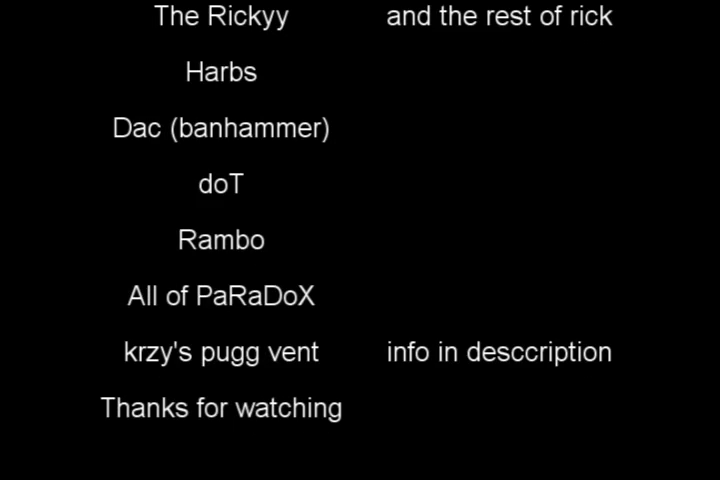 The Rickyy and the rest of rick
Harbs
Dac (banhammer)
doT
Rambo
All of PaRaDoX
krzy's pugg vent info in desccription
Thanks for watching